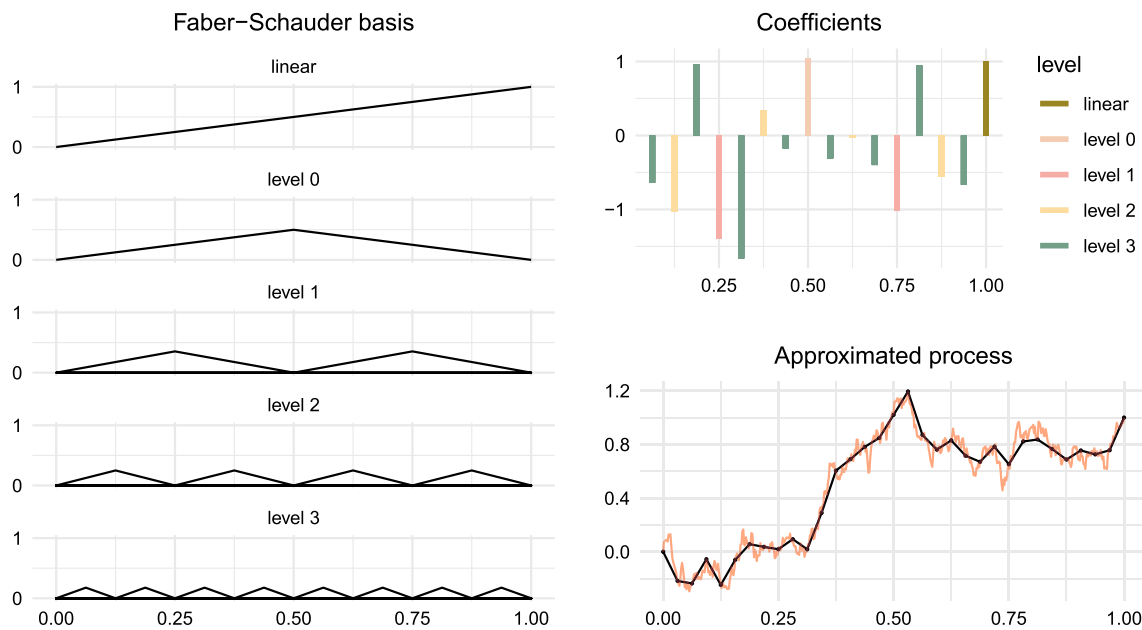 Faber−Schauder basis
linear
1
0
level 0
1
0
level 1
1
0
level 2
1
0
level 3
1
0
0.00 0.25 0.50 0.75 1.00
Coefficients
1
0
−1
0.25 0.50 0.75 1.00
level
linear
level 0
level 1
level 2
level 3
Approximated process
1.2
0.8
0.4
0.0
0.00 0.25 0.50 0.75 1.00